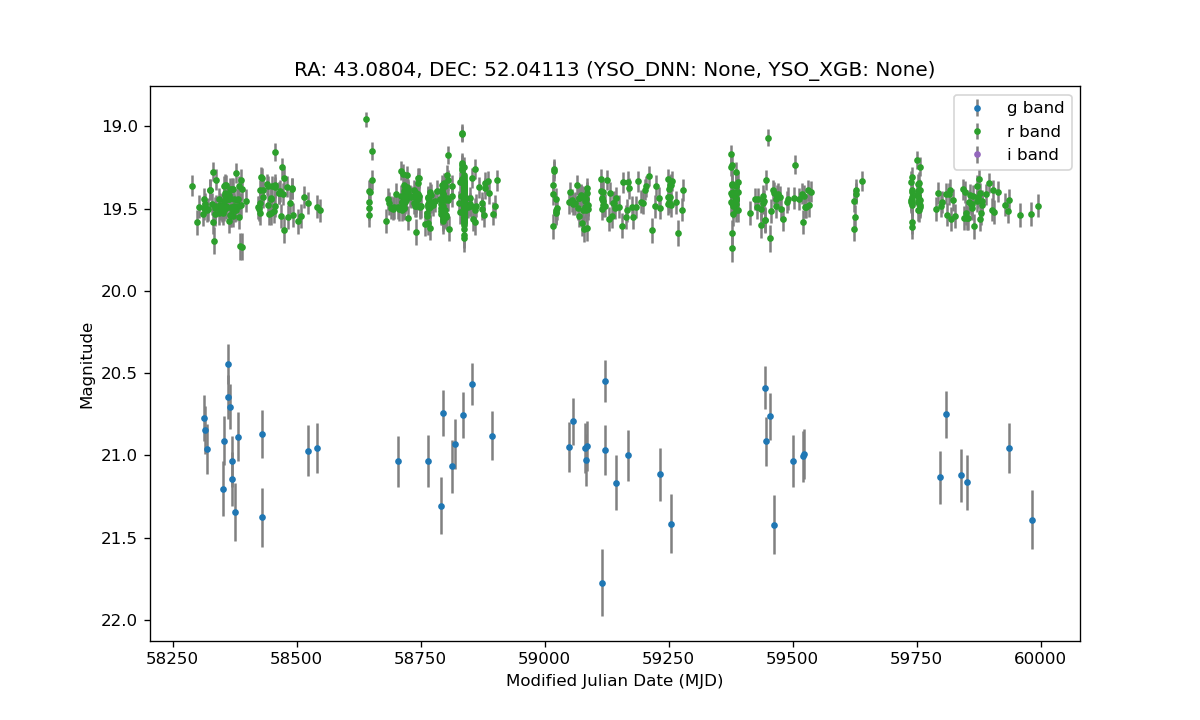 RA: 43.0804, DEC: 52.04113 (YSO_DNN: None, YSO_XGB: None)
g band
r band
i band
19.0
19.5
20.0
20.5
21.0
21.5
22.0
Magnitude
58250 58500 58750 59000 59250 59500 59750 60000
Modified Julian Date (MJD)